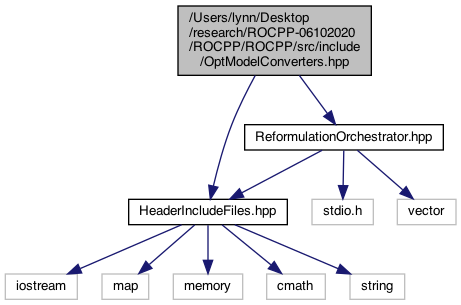 /Users/lynn/Desktop
/research/ROCPP-06102020
/ROCPP/ROCPP/src/include
/OptModelConverters.hpp
ReformulationOrchestrator.hpp
HeaderIncludeFiles.hpp
stdio.h
vector
iostream
map
memory
cmath
string